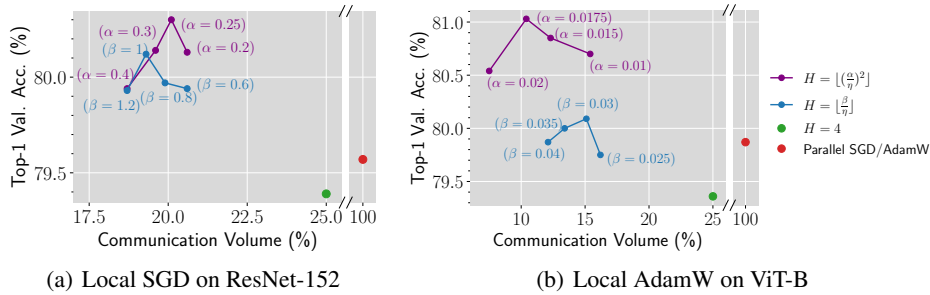 80.0
79.5
17.5
20.0
22.5
25.0
100
Top-1 Val. Acc. (%)
Communication Volume (%)
(α = 0.3)
(α = 0.25)
(β = 1)
(α = 0.2)
(α = 0.4)
(β = 0.6)
(β = 1.2)
(β = 0.8)
(a) Local SGD on ResNet-152
81.0
80.5
80.0
79.5
10
15
20
25
100
Top-1 Val. Acc. (%)
Communication Volume (%)
(α = 0.0175)
(α = 0.015)
(α = 0.01)
(α = 0.02)
(β = 0.03)
(β = 0.035)
(β = 0.04)
(β = 0.025)
(b) Local AdamW on ViT-B
H = ⌊(α/η)²⌋
H = ⌊β/η⌋
H = 4
Parallel SGD/AdamW